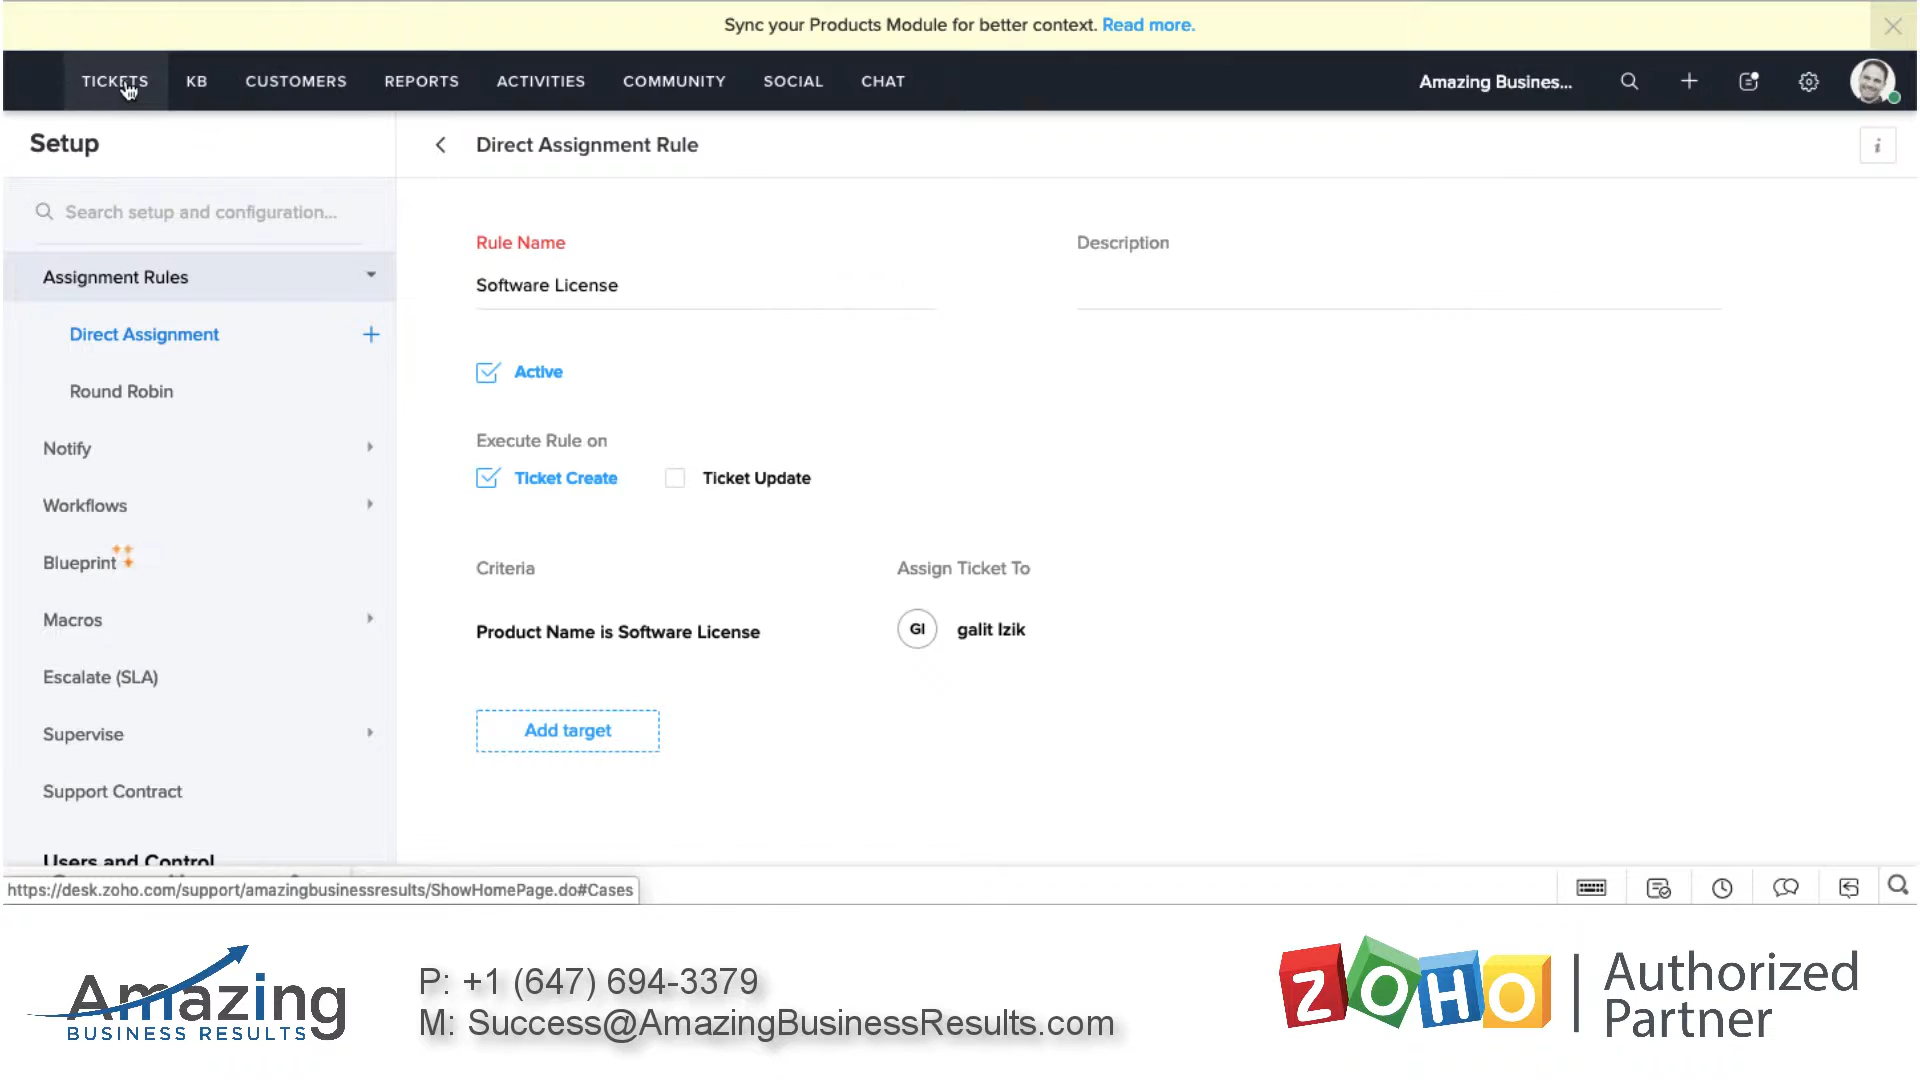 Sync your Products Module for better context. Read more.
TICKETS KB CUSTOMERS REPORTS ACTIVITIES COMMUNITY SOCIAL CHAT Amazing Busines...
Setup
Direct Assignment Rule
i
Search setup and configuration...
Rule Name
Description
Software License
Assignment Rules
Direct Assignment
Active
Round Robin
Execute Rule on
Notify
Ticket Create Ticket Update
Workflows
Blueprint
Criteria
Assign Ticket To
Macros
Product Name is Software License
GI galit Izik
Escalate (SLA)
Supervise
Add target
Support Contract
Users and Control
https://desk.zoho.com/support/amazingbusinessresults/ShowHomePage.do#Cases
Amazing
BUSINESS RESULTS
P: +1 (647) 694-3379
M: Success@AmazingBusinessResults.com
ZOHO
Authorized
Partner